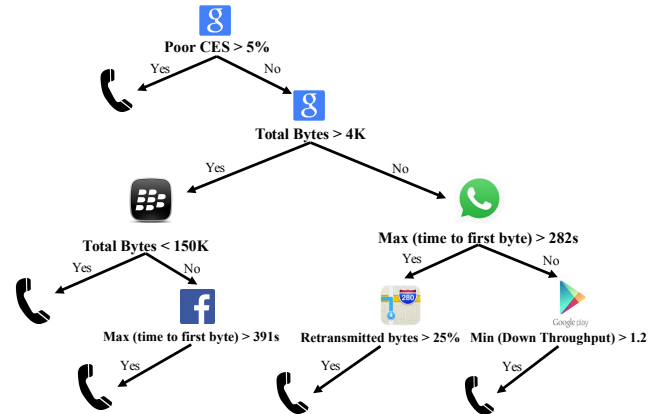 g
Poor CES > 5%
Yes
No
g
Total Bytes > 4K
Yes
No
Total Bytes < 150K
Max (time to first byte) > 282s
Yes
No
Yes
No
f
280
Google play
Max (time to first byte) > 391s
Retransmitted bytes > 25%
Min (Down Throughput) > 1.2
Yes
Yes
Yes